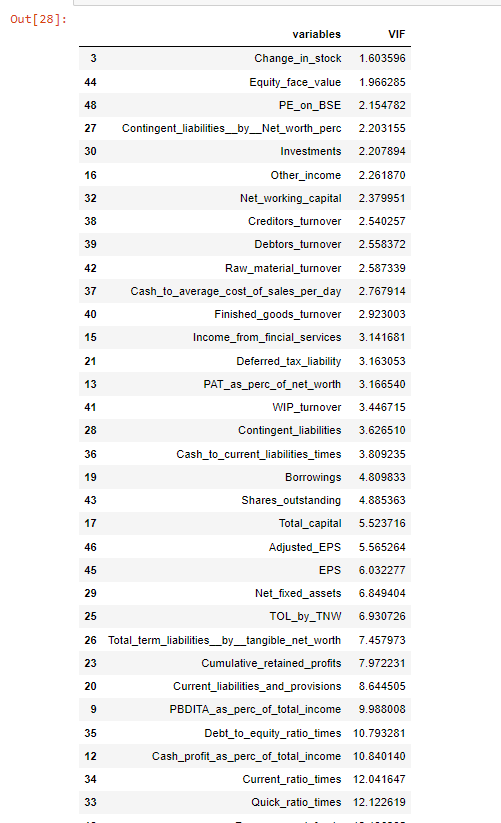 Out[28]:
variables VIF
3 Change_in_stock 1.603596
44 Equity_face_value 1.966285
48 PE_on_BSE 2.154782
27 Contingent_liabilities__by__Net_worth_perc 2.203155
30 Investments 2.207894
16 Other_income 2.261870
32 Net_working_capital 2.379951
38 Creditors_turnover 2.540257
39 Debtors_turnover 2.558372
42 Raw_material_turnover 2.587339
37 Cash_to_average_cost_of_sales_per_day 2.767914
40 Finished_goods_turnover 2.923003
15 Income_from_fincial_services 3.141681
21 Deferred_tax_liability 3.163053
13 PAT_as_perc_of_net_worth 3.166540
41 WIP_turnover 3.446715
28 Contingent_liabilities 3.626510
36 Cash_to_current_liabilities_times 3.809235
19 Borrowings 4.809833
43 Shares_outstanding 4.885363
17 Total_capital 5.523716
46 Adjusted_EPS 5.565264
45 EPS 6.032277
29 Net_fixed_assets 6.849404
25 TOL_by_TNW 6.930726
26 Total_term_liabilities__by__tangible_net_worth 7.457973
23 Cumulative_retained_profits 7.972231
20 Current_liabilities_and_provisions 8.644505
9 PBDITA_as_perc_of_total_income 9.988008
35 Debt_to_equity_ratio_times 10.793281
12 Cash_profit_as_perc_of_total_income 10.840140
34 Current_ratio_times 12.041647
33 Quick_ratio_times 12.122619